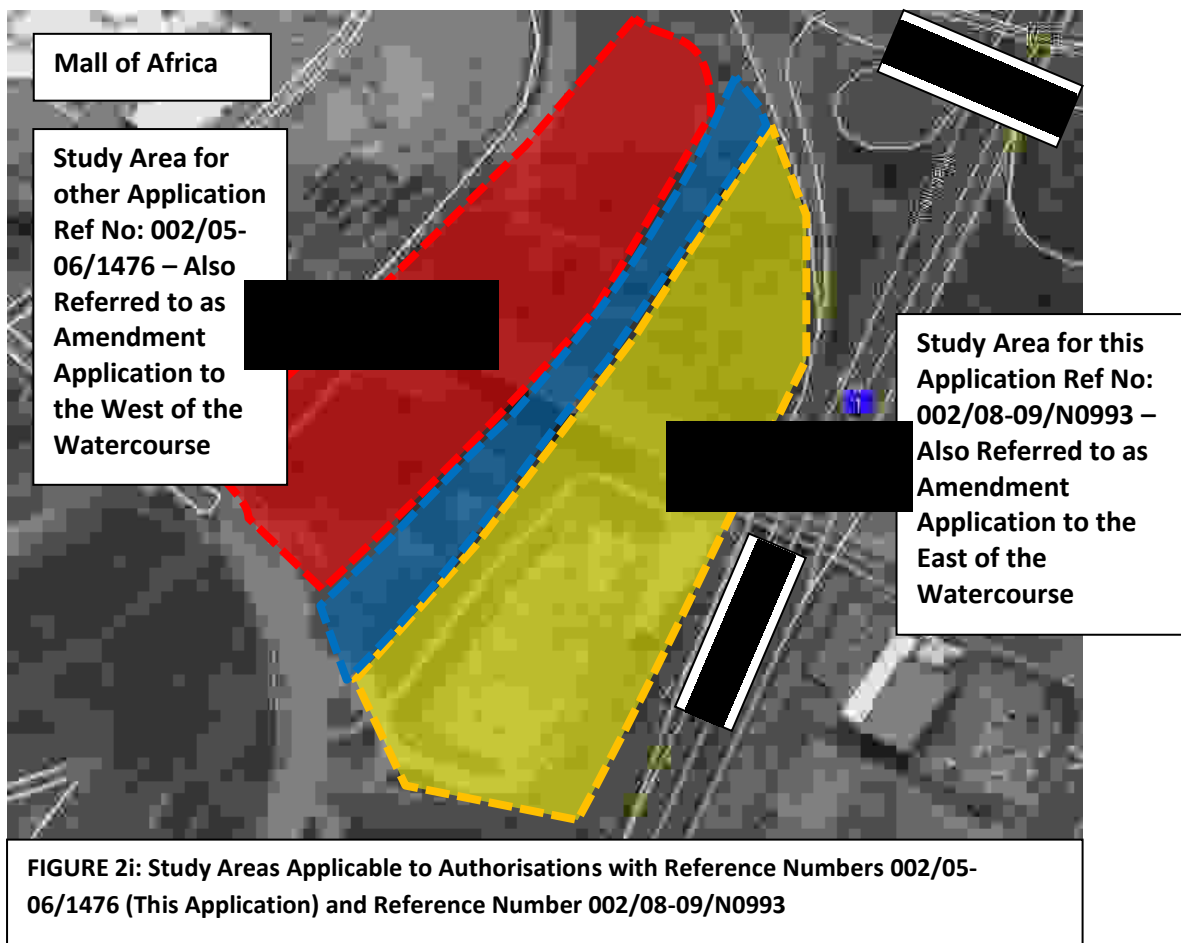 Mall of Africa
Study Area for
other Application
Ref No: 002/05-
06/1476 – Also
Referred to as
Amendment
Application to
the West of the
Watercourse
Study Area for this
Application Ref No:
002/08-09/N0993 –
Also Referred to as
Amendment
Application to the
East of the
Watercourse
FIGURE 2i: Study Areas Applicable to Authorisations with Reference Numbers 002/05-
06/1476 (This Application) and Reference Number 002/08-09/N0993